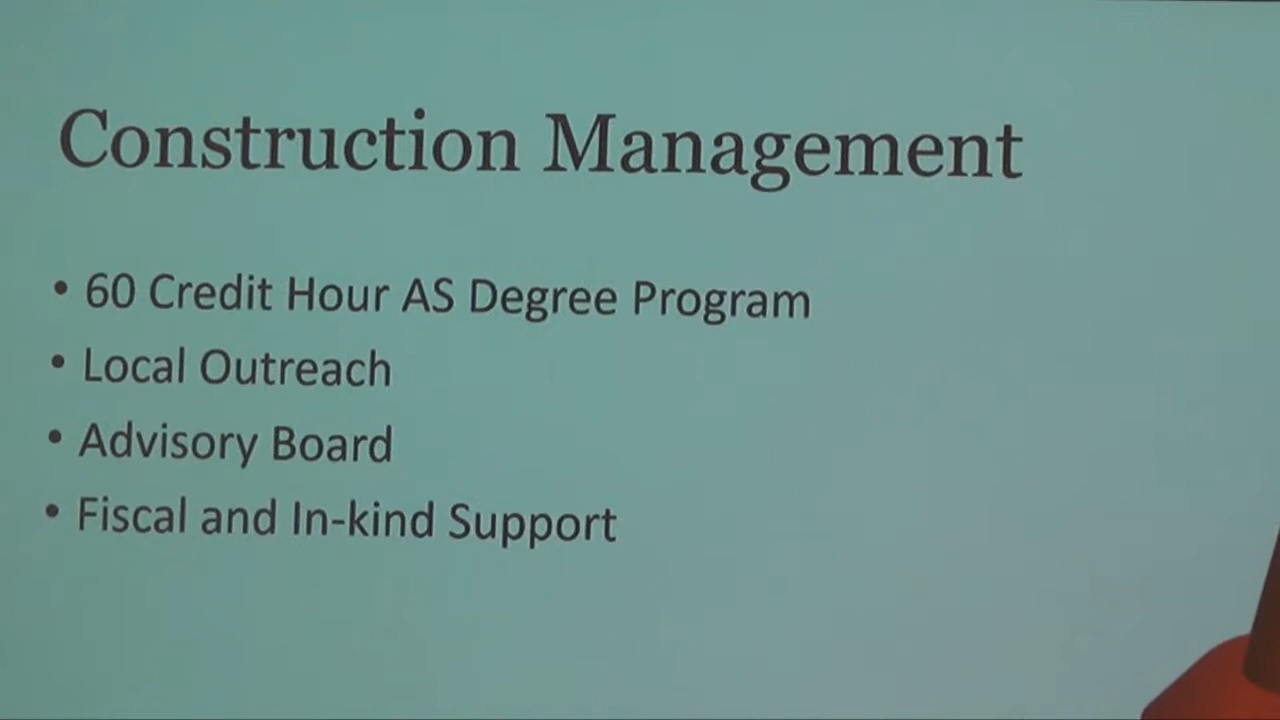 Construction Management
• 60 Credit Hour AS Degree Program
• Local Outreach
• Advisory Board
• Fiscal and In-kind Support